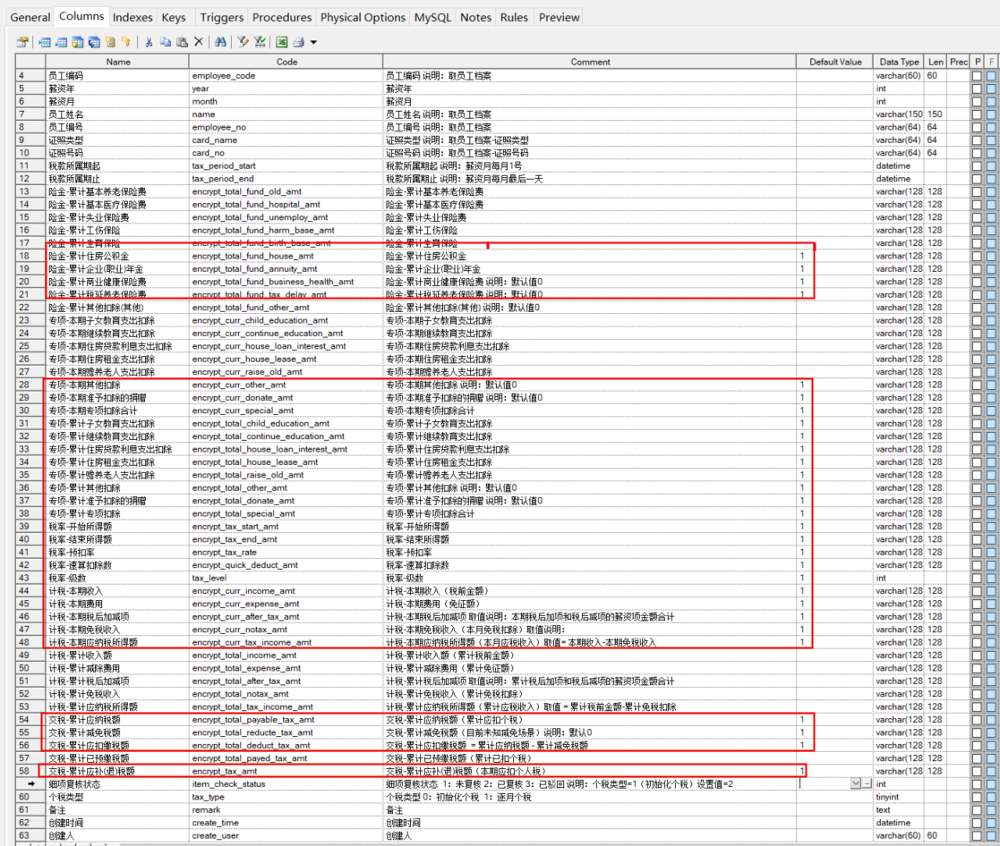 General Columns Indexes Keys Triggers Procedures Physical Options MySQL Notes Rules Preview
Name Code Comment Default Value Data Type Len Prec P F
4 员工编码 employee_code 员工编码 说明：取员工档案 varchar(60) 60
5 薪资年 year 薪资年 int
6 薪资月 month 薪资月 int
7 员工姓名 name 员工姓名 说明：取员工档案 varchar(150 150
8 员工编号 employee_no 员工编号 说明：取员工档案 varchar(64) 64
9 证照类型 card_name 证照类型 说明：取员工档案-证照类型 varchar(64) 64
10 证照号码 card_no 证照号码 说明：取员工档案-证照号码 varchar(64) 64
11 税款所属期起 tax_period_start 税款所属期起 说明：薪资月每月1号 datetime
12 税款所属期止 tax_period_end 税款所属期止 说明：薪资月每月最后一天 datetime
13 险金-累计基本养老保险费 encrypt_total_fund_old_amt 险金-累计基本养老保险费 varchar(128 128
14 险金-累计基本医疗保险费 encrypt_total_fund_hospital_amt 险金-累计基本医疗保险费 varchar(128 128
15 险金-累计失业保险费 encrypt_total_fund_unemploy_amt 险金-累计失业保险费 varchar(128 128
16 险金-累计工伤保险 encrypt_total_fund_harm_base_amt 险金-累计工伤保险 varchar(128 128
17 险金-累计生育保险 encrypt_total_fund_birth_base_amt 险金-累计生育保险 varchar(128 128
18 险金-累计住房公积金 encrypt_total_fund_house_amt 险金-累计住房公积金 1 varchar(128 128
19 险金-累计企业(职业)年金 encrypt_total_fund_annuity_amt 险金-累计企业(职业)年金 1 varchar(128 128
20 险金-累计商业健康保险费 encrypt_total_fund_business_health_amt 险金-累计商业健康保险费 说明：默认值0 1 varchar(128 128
21 险金-累计税延养老保险费 encrypt_total_fund_tax_delay_amt 险金-累计税延养老保险费 说明：默认值0 1 varchar(128 128
22 险金-累计其他扣除(其他) encrypt_total_fund_other_amt 险金-累计其他扣除(其他) 说明：默认值0 varchar(128 128
23 专项-本期子女教育支出扣除 encrypt_curr_child_education_amt 专项-本期子女教育支出扣除 varchar(128 128
24 专项-本期继续教育支出扣除 encrypt_curr_continue_education_amt 专项-本期继续教育支出扣除 varchar(128 128
25 专项-本期住房贷款利息支出扣除 encrypt_curr_house_loan_interest_amt 专项-本期住房贷款利息支出扣除 varchar(128 128
26 专项-本期住房租金支出扣除 encrypt_curr_house_lease_amt 专项-本期住房租金支出扣除 varchar(128 128
27 专项-本期赡养老人支出扣除 encrypt_curr_raise_old_amt 专项-本期赡养老人支出扣除 varchar(128 128
28 专项-本期其他扣除 encrypt_curr_other_amt 专项-本期其他扣除 说明：默认值0 1 varchar(128 128
29 专项-本期准予扣除的捐赠 encrypt_curr_donate_amt 专项-本期准予扣除的捐赠 说明：默认值0 1 varchar(128 128
30 专项-本期专项扣除合计 encrypt_curr_special_amt 专项-本期专项扣除合计 1 varchar(128 128
31 专项-累计子女教育支出扣除 encrypt_total_child_education_amt 专项-累计子女教育支出扣除 1 varchar(128 128
32 专项-累计继续教育支出扣除 encrypt_total_continue_education_amt 专项-累计继续教育支出扣除 1 varchar(128 128
33 专项-累计住房贷款利息支出扣除 encrypt_total_house_loan_interest_amt 专项-累计住房贷款利息支出扣除 1 varchar(128 128
34 专项-累计住房租金支出扣除 encrypt_total_house_lease_amt 专项-累计住房租金支出扣除 1 varchar(128 128
35 专项-累计赡养老人支出扣除 encrypt_total_raise_old_amt 专项-累计赡养老人支出扣除 1 varchar(128 128
36 专项-累计其他扣除 encrypt_total_other_amt 专项-累计其他扣除 说明：默认值0 1 varchar(128 128
37 专项-累计准予扣除的捐赠 encrypt_total_donate_amt 专项-累计准予扣除的捐赠 说明：默认值0 1 varchar(128 128
38 专项-累计专项扣除 encrypt_total_special_amt 专项-累计专项扣除合计 1 varchar(128 128
39 税率-开始所得额 encrypt_tax_start_amt 税率-开始所得额 1 varchar(128 128
40 税率-结束所得额 encrypt_tax_end_amt 税率-结束所得额 1 varchar(128 128
41 税率-预扣率 encrypt_tax_rate 税率-预扣率 1 varchar(128 128
42 税率-速算扣除数 encrypt_quick_deduct_amt 税率-速算扣除数 1 varchar(128 128
43 税率-级数 tax_level 税率-级数 1 int
44 计税-本期收入 encrypt_curr_income_amt 计税-本期收入（税前金额） 1 varchar(128 128
45 计税-本期费用 encrypt_curr_expense_amt 计税-本期费用（免征额） 1 varchar(128 128
46 计税-本期税后加减项 encrypt_curr_after_tax_amt 计税-本期税后加减项 取值说明：本期税后加项和税后减项的薪资项金额合计 1 varchar(128 128
47 计税-本期免税收入 encrypt_curr_notax_amt 计税-本期免税收入（本月免税扣除）取值说明： 1 varchar(128 128
48 计税-本期应纳税所得额 encrypt_curr_tax_income_amt 计税-本期应纳税所得额（本月应税收入）取值= 本期收入-本期免税收入 1 varchar(128 128
49 计税-累计收入额 encrypt_total_income_amt 计税-累计收入额（累计税前金额） varchar(128 128
50 计税-累计减除费用 encrypt_total_expense_amt 计税-累计减除费用（累计免征额） varchar(128 128
51 计税-累计税后加减项 encrypt_total_after_tax_amt 计税-累计税后加减项 取值说明：累计税后加项和税后减项的薪资项金额合计 varchar(128 128
52 计税-累计免税收入 encrypt_total_notax_amt 计税-累计免税收入（累计免税扣除） varchar(128 128
53 计税-累计应纳税所得额 encrypt_total_tax_income_amt 计税-累计应纳税所得额（累计应税收入）取值 = 累计税前金额-累计免税扣除 varchar(128 128
54 交税-累计应纳税额 encrypt_total_payable_tax_amt 交税-累计应纳税额（累计应扣个税） 1 varchar(128 128
55 交税-累计减免税额 encrypt_total_reducte_tax_amt 交税-累计减免税额（目前未知减免场景）说明：默认0 1 varchar(128 128
56 交税-累计应扣缴税额 encrypt_total_deduct_tax_amt 交税-累计应扣缴税额 = 累计应纳税额 - 累计减免税额 1 varchar(128 128
57 交税-累计已预缴税额 encrypt_total_payed_tax_amt 交税-累计已预缴税额（累计已扣个税） varchar(128 128
58 交税-累计应补(退)税额 encrypt_tax_amt 交税-累计应补(退)税额（本期应扣个人税） 1 varchar(128 128
细项复核状态 item_check_status 细项复核状态 1：未复核 2：已复核 3：已驳回 说明：个税类型=1（初始化个税）设置值=2 int
60 个税类型 tax_type 个税类型 0：初始化个税 1：逐月个税 tinyint
61 备注 remark 备注 text
62 创建时间 create_time 创建时间 datetime
63 创建人 create_user 创建人 varchar(60) 60